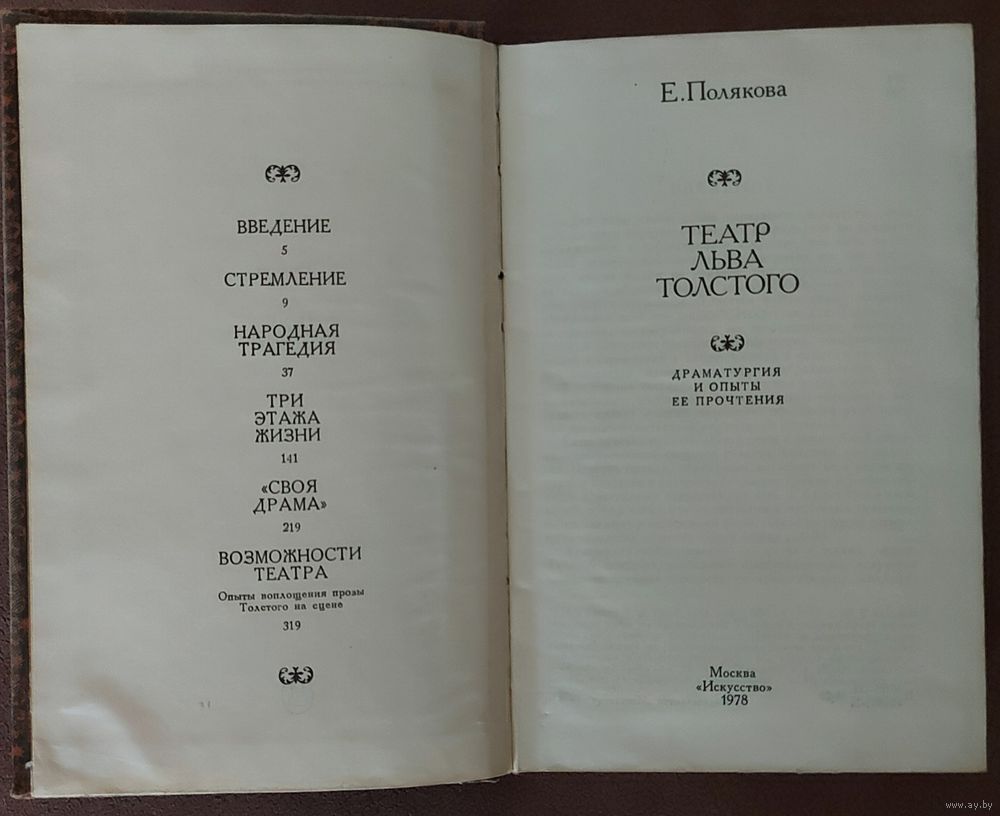 ВВЕДЕНИЕ
5
СТРЕМЛЕНИЕ
9
НАРОДНАЯ
ТРАГЕДИЯ
37
ТРИ
ЭТАЖА
ЖИЗНИ
141
«СВОЯ
ДРАМА»
219
ВОЗМОЖНОСТИ
ТЕАТРА
Опыты воплощения прозы
Толстого на сцене
319
Е.Полякова
ТЕАТР
ЛЬВА
ТОЛСТОГО
ДРАМАТУРГИЯ
И ОПЫТЫ
ЕЕ ПРОЧТЕНИЯ
Москва
«Искусство»
1978
www.ay.by